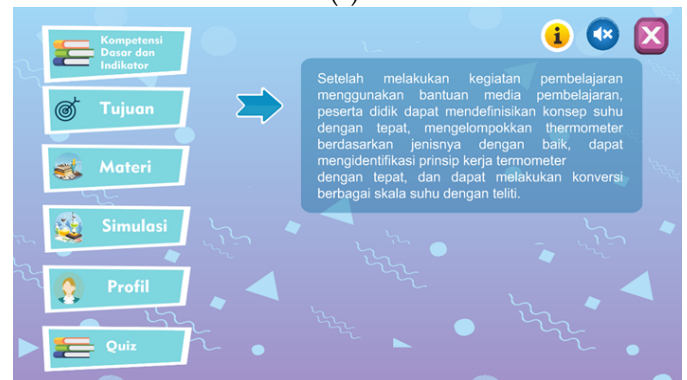 Kompetensi
Dasar dan
Indikator
Tujuan
Materi
Simulasi
Profil
Quiz
i
X
Setelah melakukan kegiatan pembelajaran
menggunakan bantuan media pembelajaran,
peserta didik dapat mendefinisikan konsep suhu
dengan tepat, mengelompokkan thermometer
berdasarkan jenisnya dengan baik, dapat
mengidentifikasi prinsip kerja termometer
dengan tepat, dan dapat melakukan konversi
berbagai skala suhu dengan teliti.